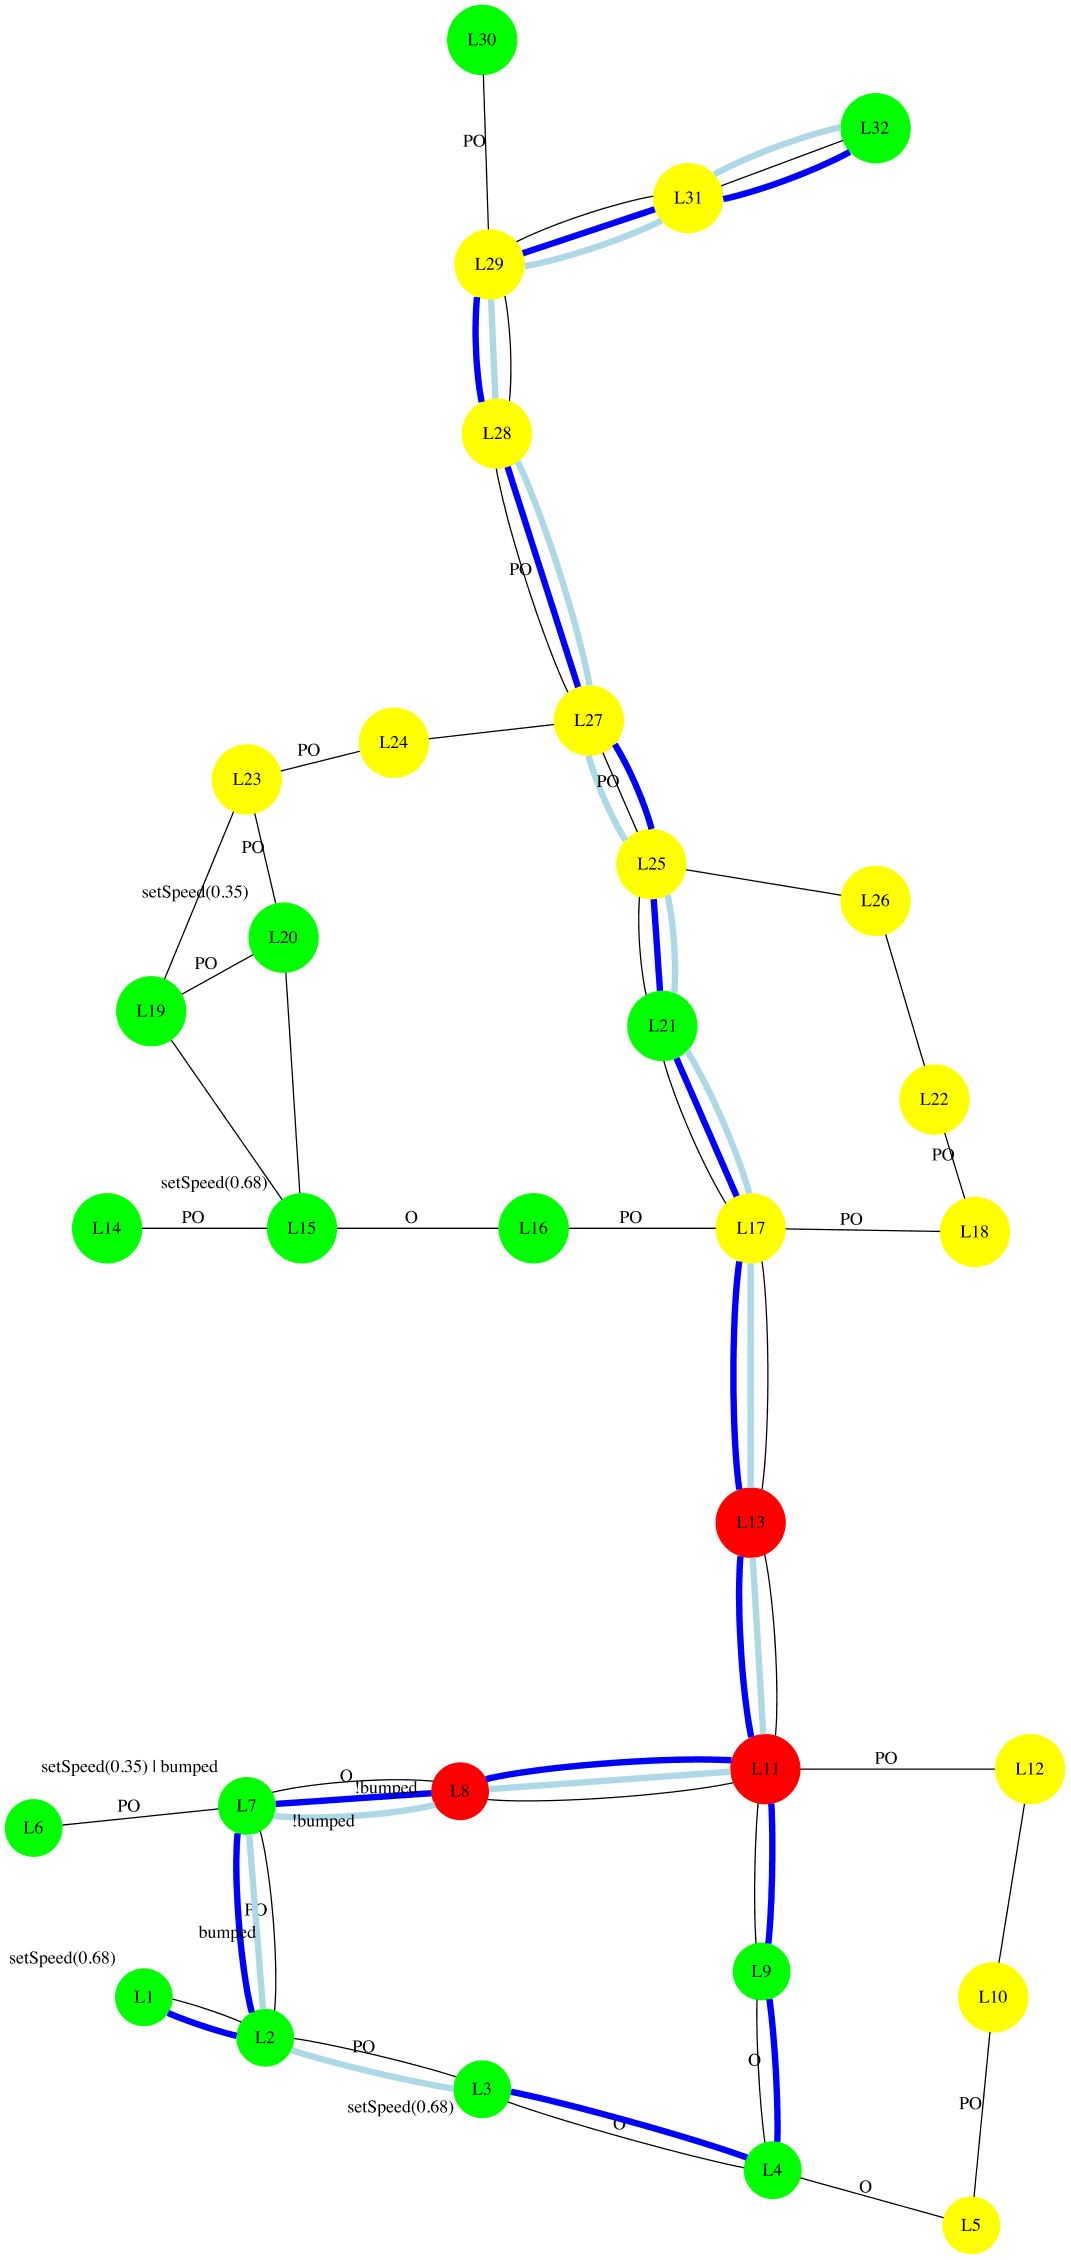 L30
L32
PO
L31
L29
L28
PO
L27
L24
PO
L23
PO
PO
L25
setSpeed(0.35)
L26
L20
PO
L19
L21
L22
PO
setSpeed(0.68)
L14
PO
L15
O
L16
PO
L17
PO
L18
L13
PO
setSpeed(0.35) | bumped
L11
L12
O
!bumped
L8
L7
PO
!bumped
L6
PO
bumped
setSpeed(0.68)
L9
L1
L10
L2
PO
O
L3
PO
setSpeed(0.68)
O
L4
O
L5